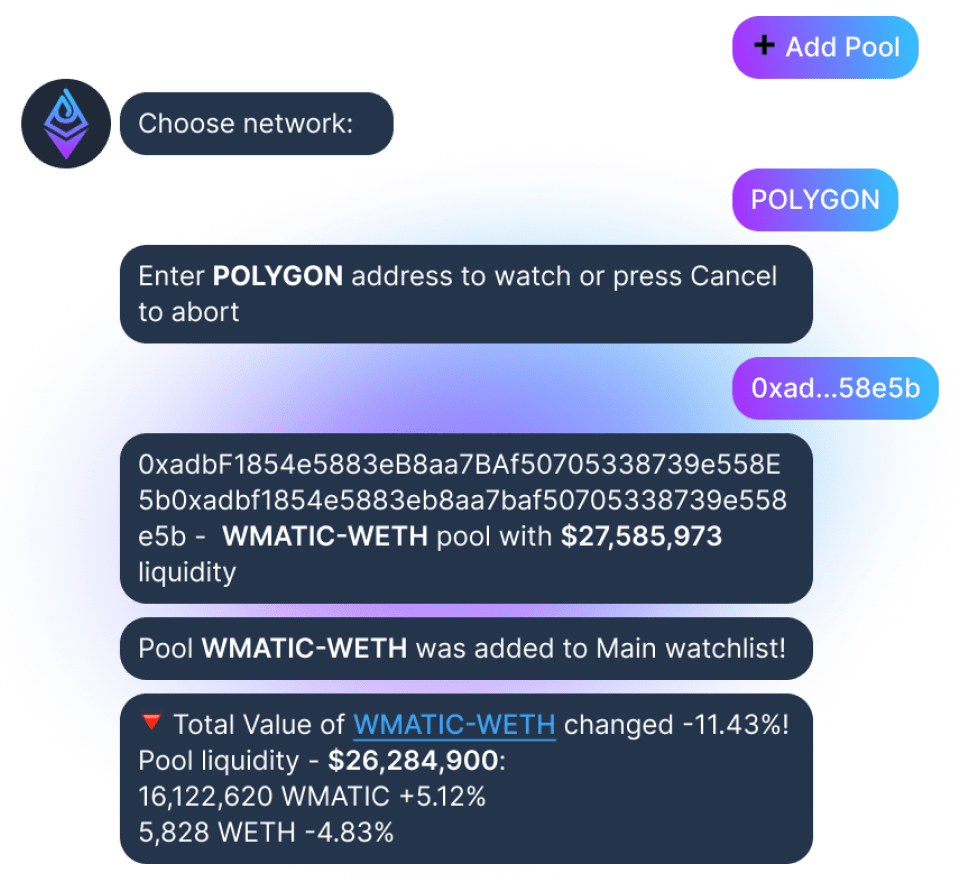 + Add Pool
Choose network:
POLYGON
Enter POLYGON address to watch or press Cancel
to abort
0xad...58e5b
0xadbF1854e5883eB8aa7BAf50705338739e558E
5b0xadbf1854e5883eb8aa7baf50705338739e558
e5b - WMATIC-WETH pool with $27,585,973
liquidity
Pool WMATIC-WETH was added to Main watchlist!
🔻 Total Value of WMATIC-WETH changed -11.43%!
Pool liquidity - $26,284,900:
16,122,620 WMATIC +5.12%
5,828 WETH -4.83%